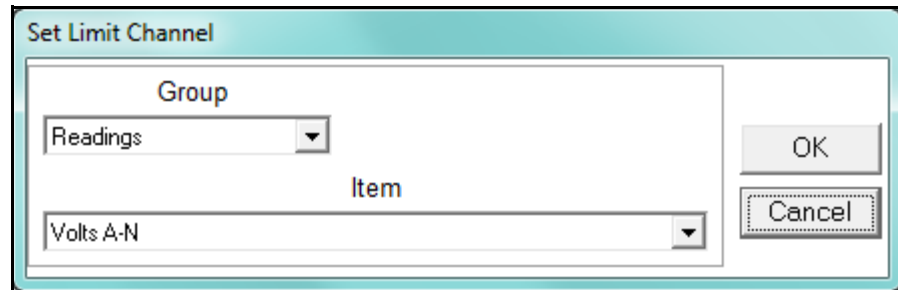 Set Limit Channel
Group
Readings
OK
Item
Cancel
Volts A-N